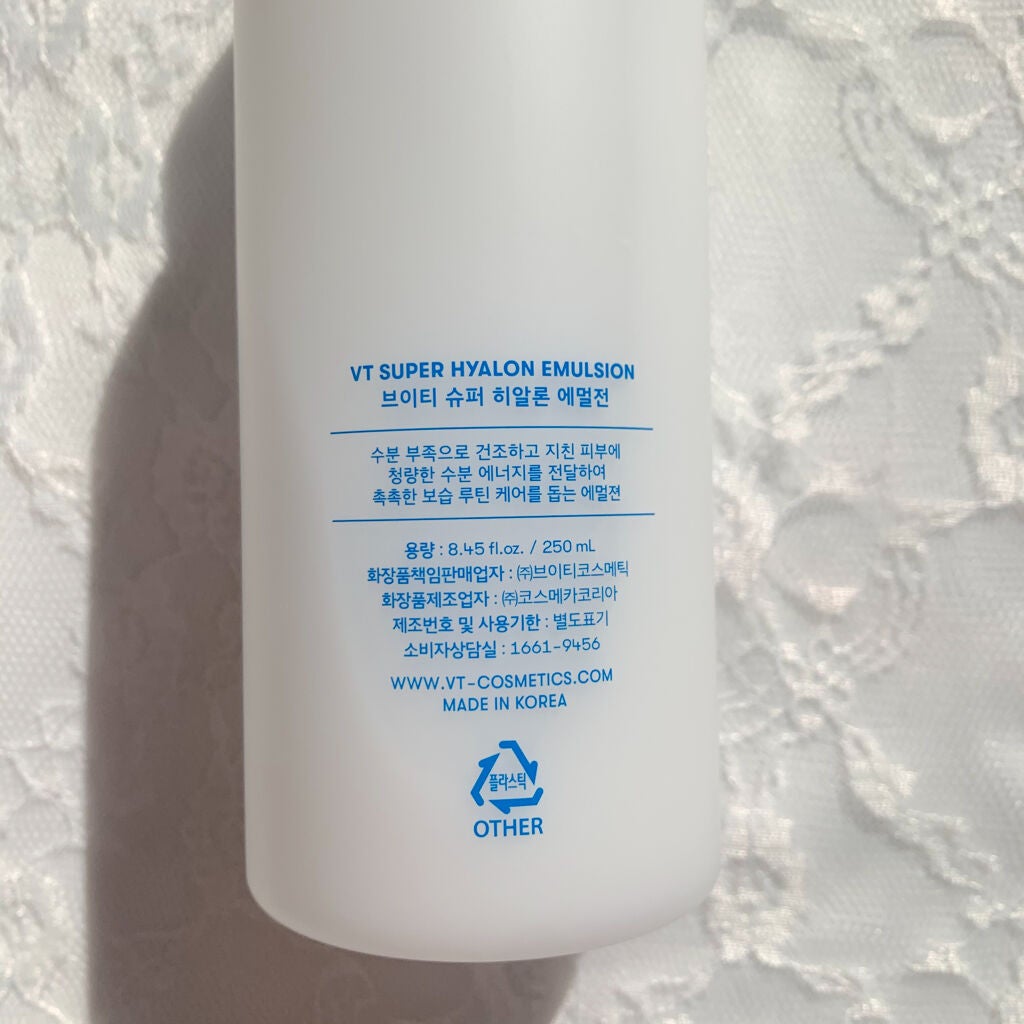 VT SUPER HYALON EMULSION
브이티 슈퍼 히알론 에멀전
수분 부족으로 건조하고 지친 피부에
청량한 수분 에너지를 전달하여
촉촉한 보습 루틴 케어를 돕는 에멀젼
용량 : 8.45 fl.oz. / 250 mL
화장품책임판매업자 : ㈜브이티코스메틱
화장품제조업자 : ㈜코스메카코리아
제조번호 및 사용기한 : 별도표기
소비자상담실 : 1661-9456
WWW.VT-COSMETICS.COM
MADE IN KOREA
플라스틱
OTHER